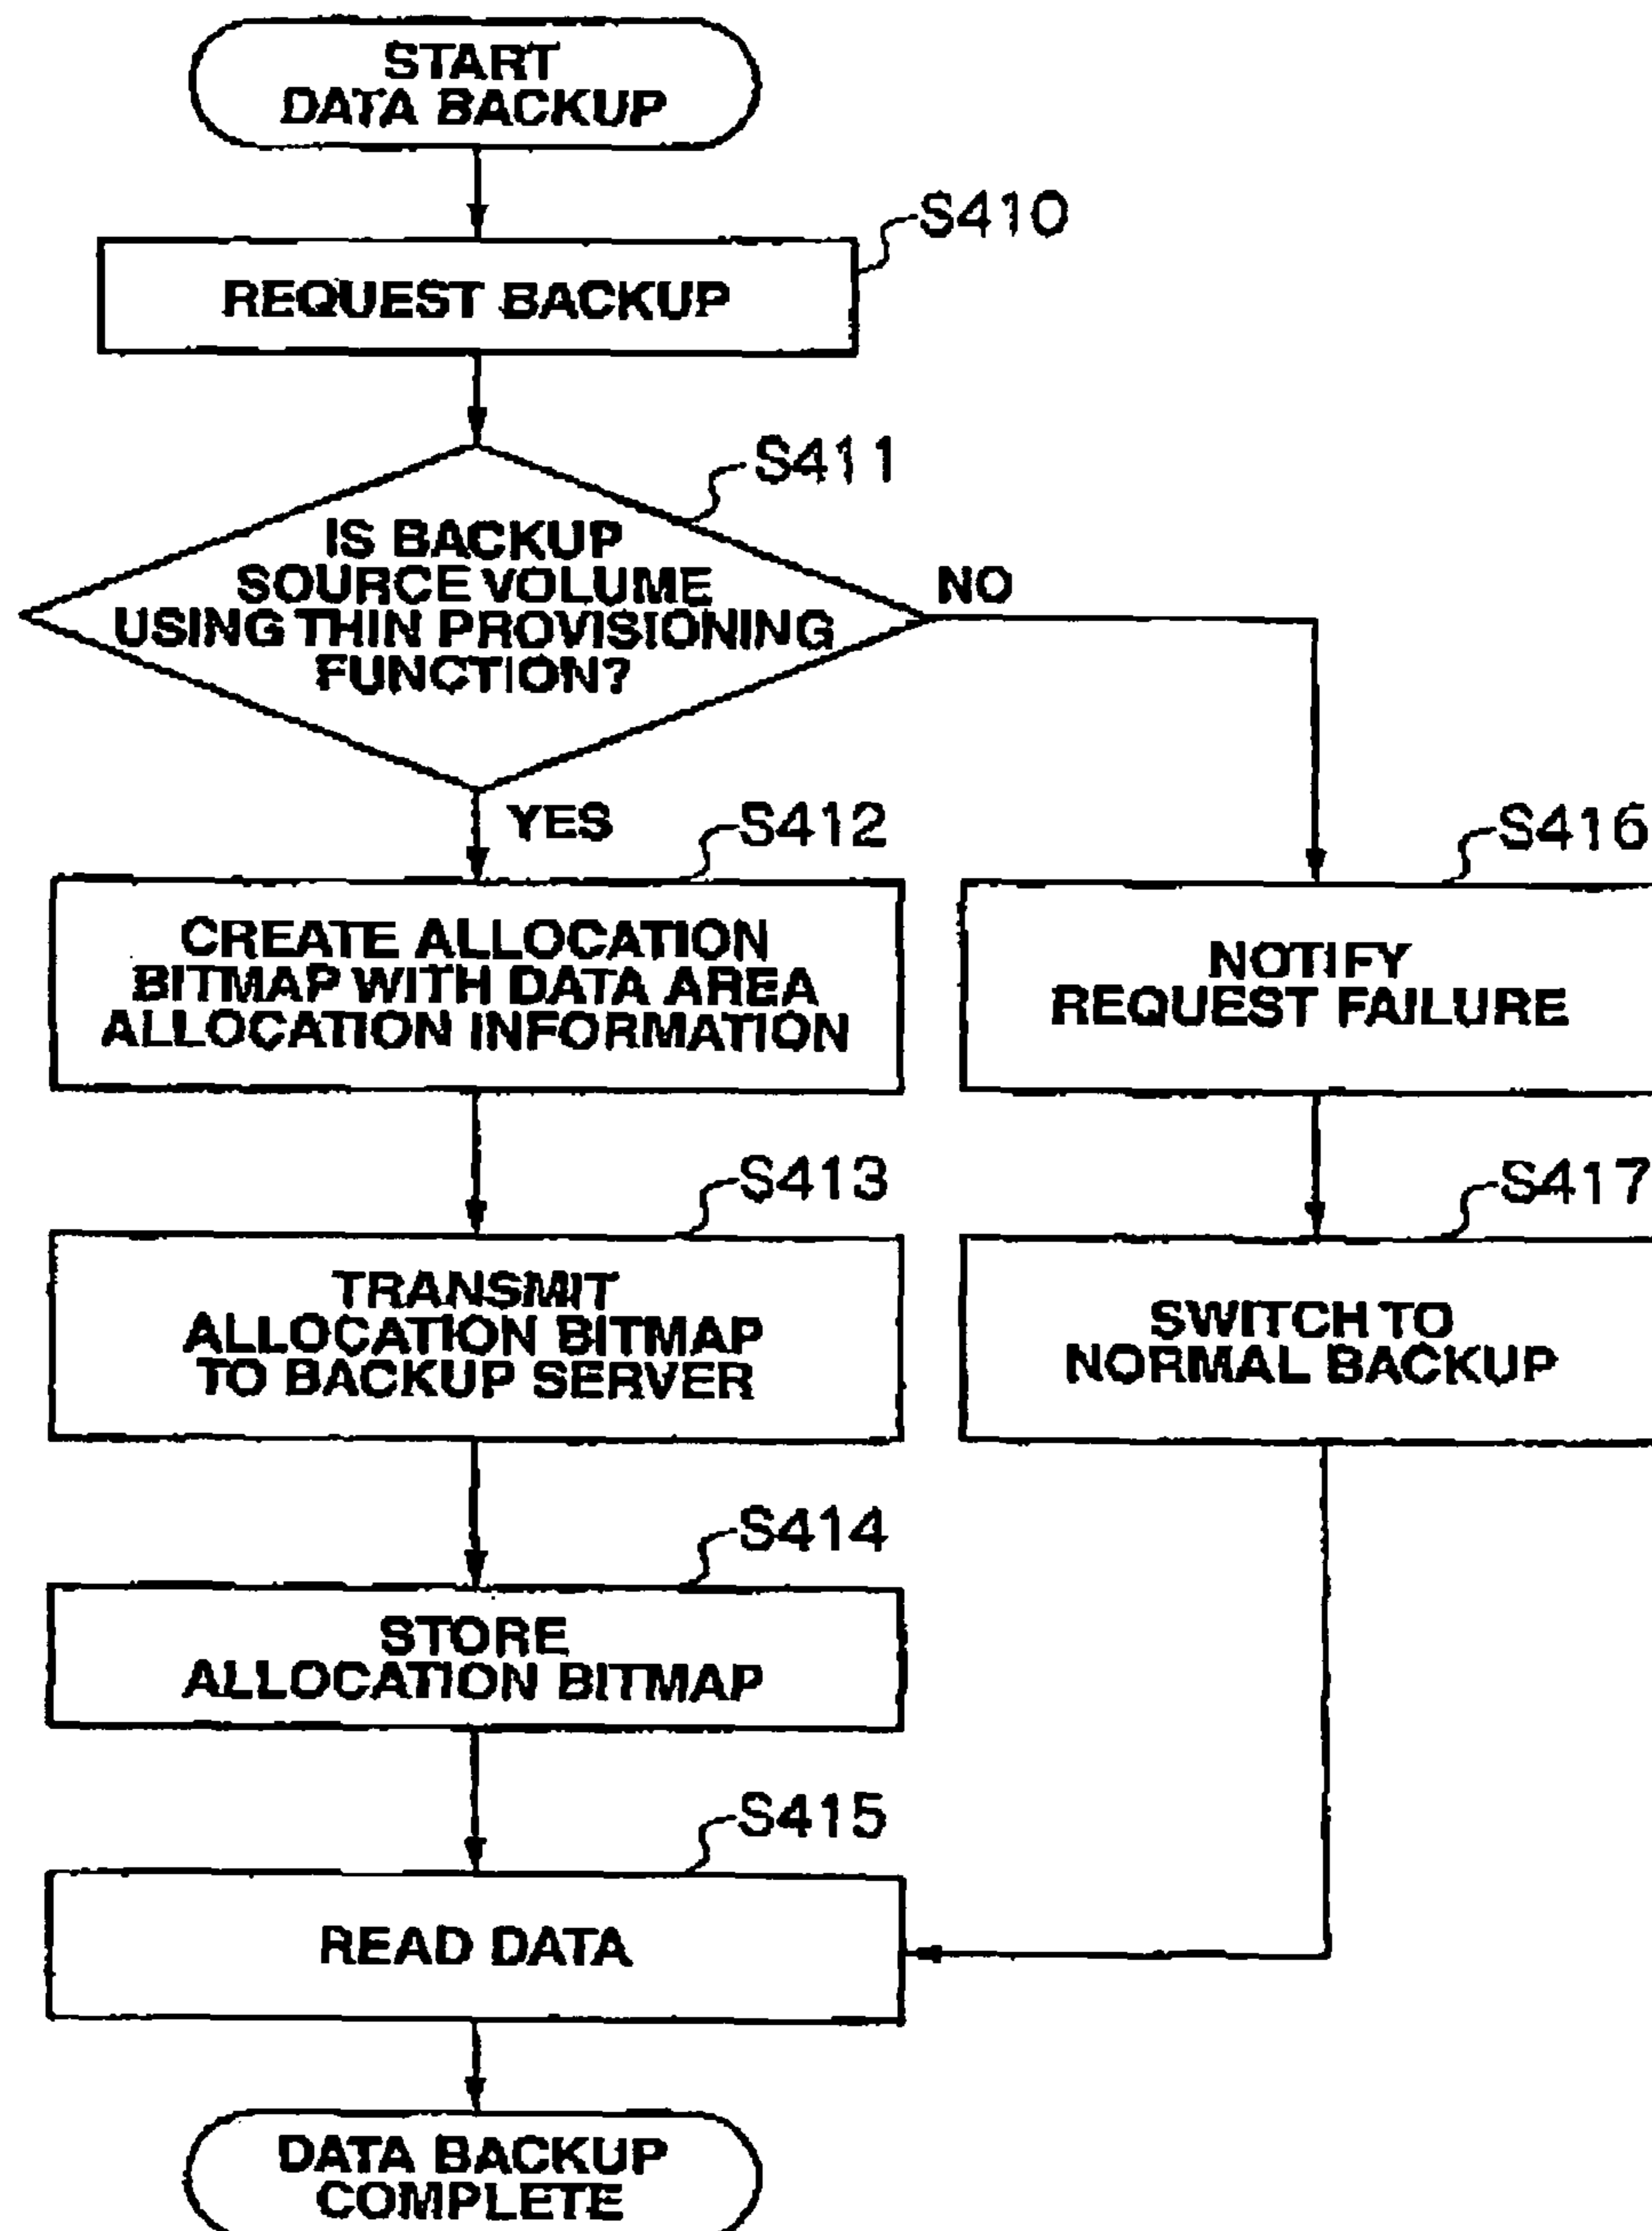 START
DATA BACKUP
S410
REQUEST BACKUP
S411
IS BACKUP
SOURCE VOLUME
USING THIN PROVISIONING
FUNCTION?
NO
YES
S412
CREATE ALLOCATION
BITMAP WITH DATA AREA
ALLOCATION INFORMATION
S416
NOTIFY
REQUEST FAILURE
S413
TRANSMIT
ALLOCATION BITMAP
TO BACKUP SERVER
S417
SWITCH TO
NORMAL BACKUP
S414
STORE
ALLOCATION BITMAP
S415
READ DATA
DATA BACKUP
COMPLETE